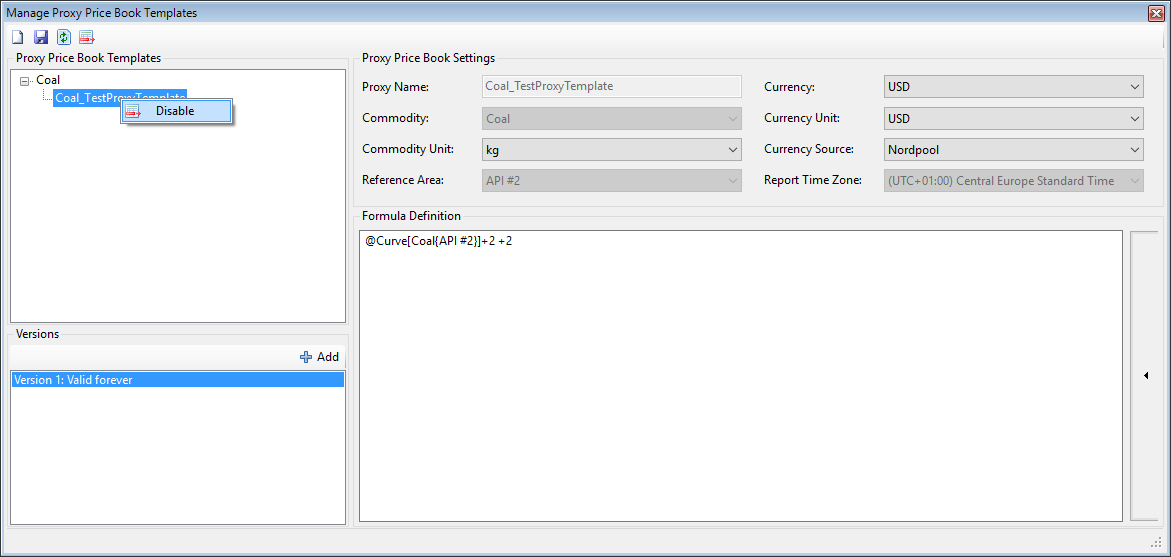 Manage Proxy Price Book Templates
Proxy Price Book Templates
Coal
Coal_TestProxyTemplate
Disable
Versions
Add
Version 1: Valid forever
Proxy Price Book Settings
Proxy Name: Coal_TestProxyTemplate
Currency: USD
Commodity: Coal
Currency Unit: USD
Commodity Unit: kg
Currency Source: Nordpool
Reference Area: API #2
Report Time Zone: (UTC+01:00) Central Europe Standard Time
Formula Definition
@Curve[Coal{API #2}]+2 +2